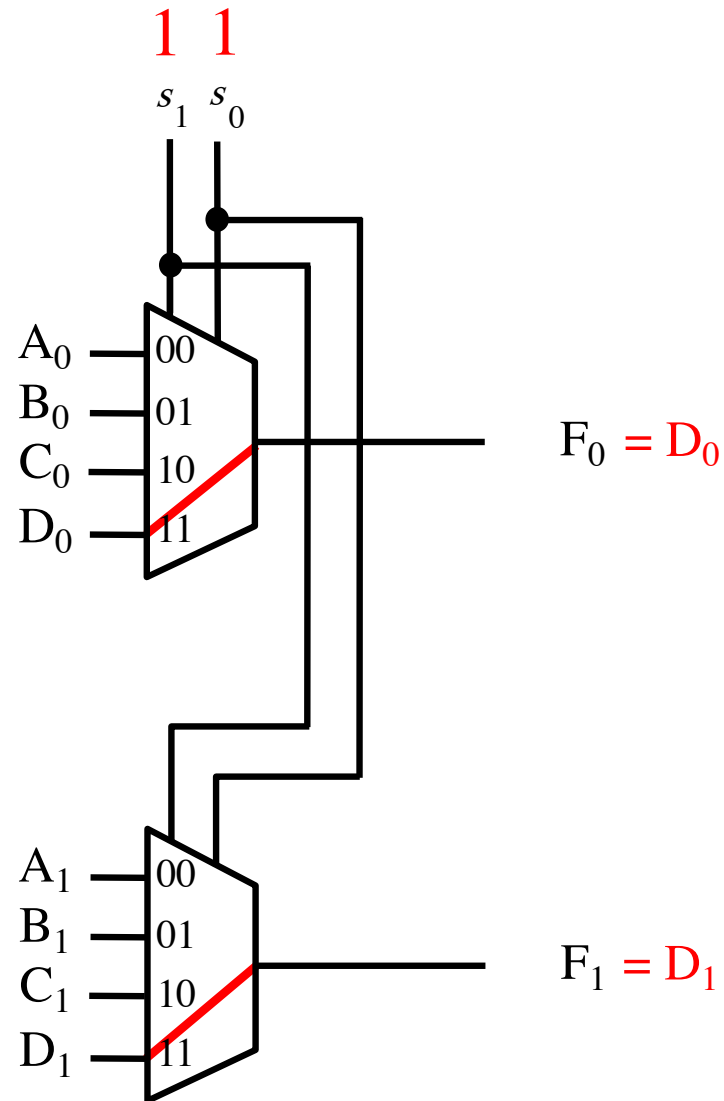 1 1
s₁ s₀
A₀ 00
B₀ 01
C₀ 10
D₀ 11
F₀ = D₀
A₁ 00
B₁ 01
C₁ 10
D₁ 11
F₁ = D₁